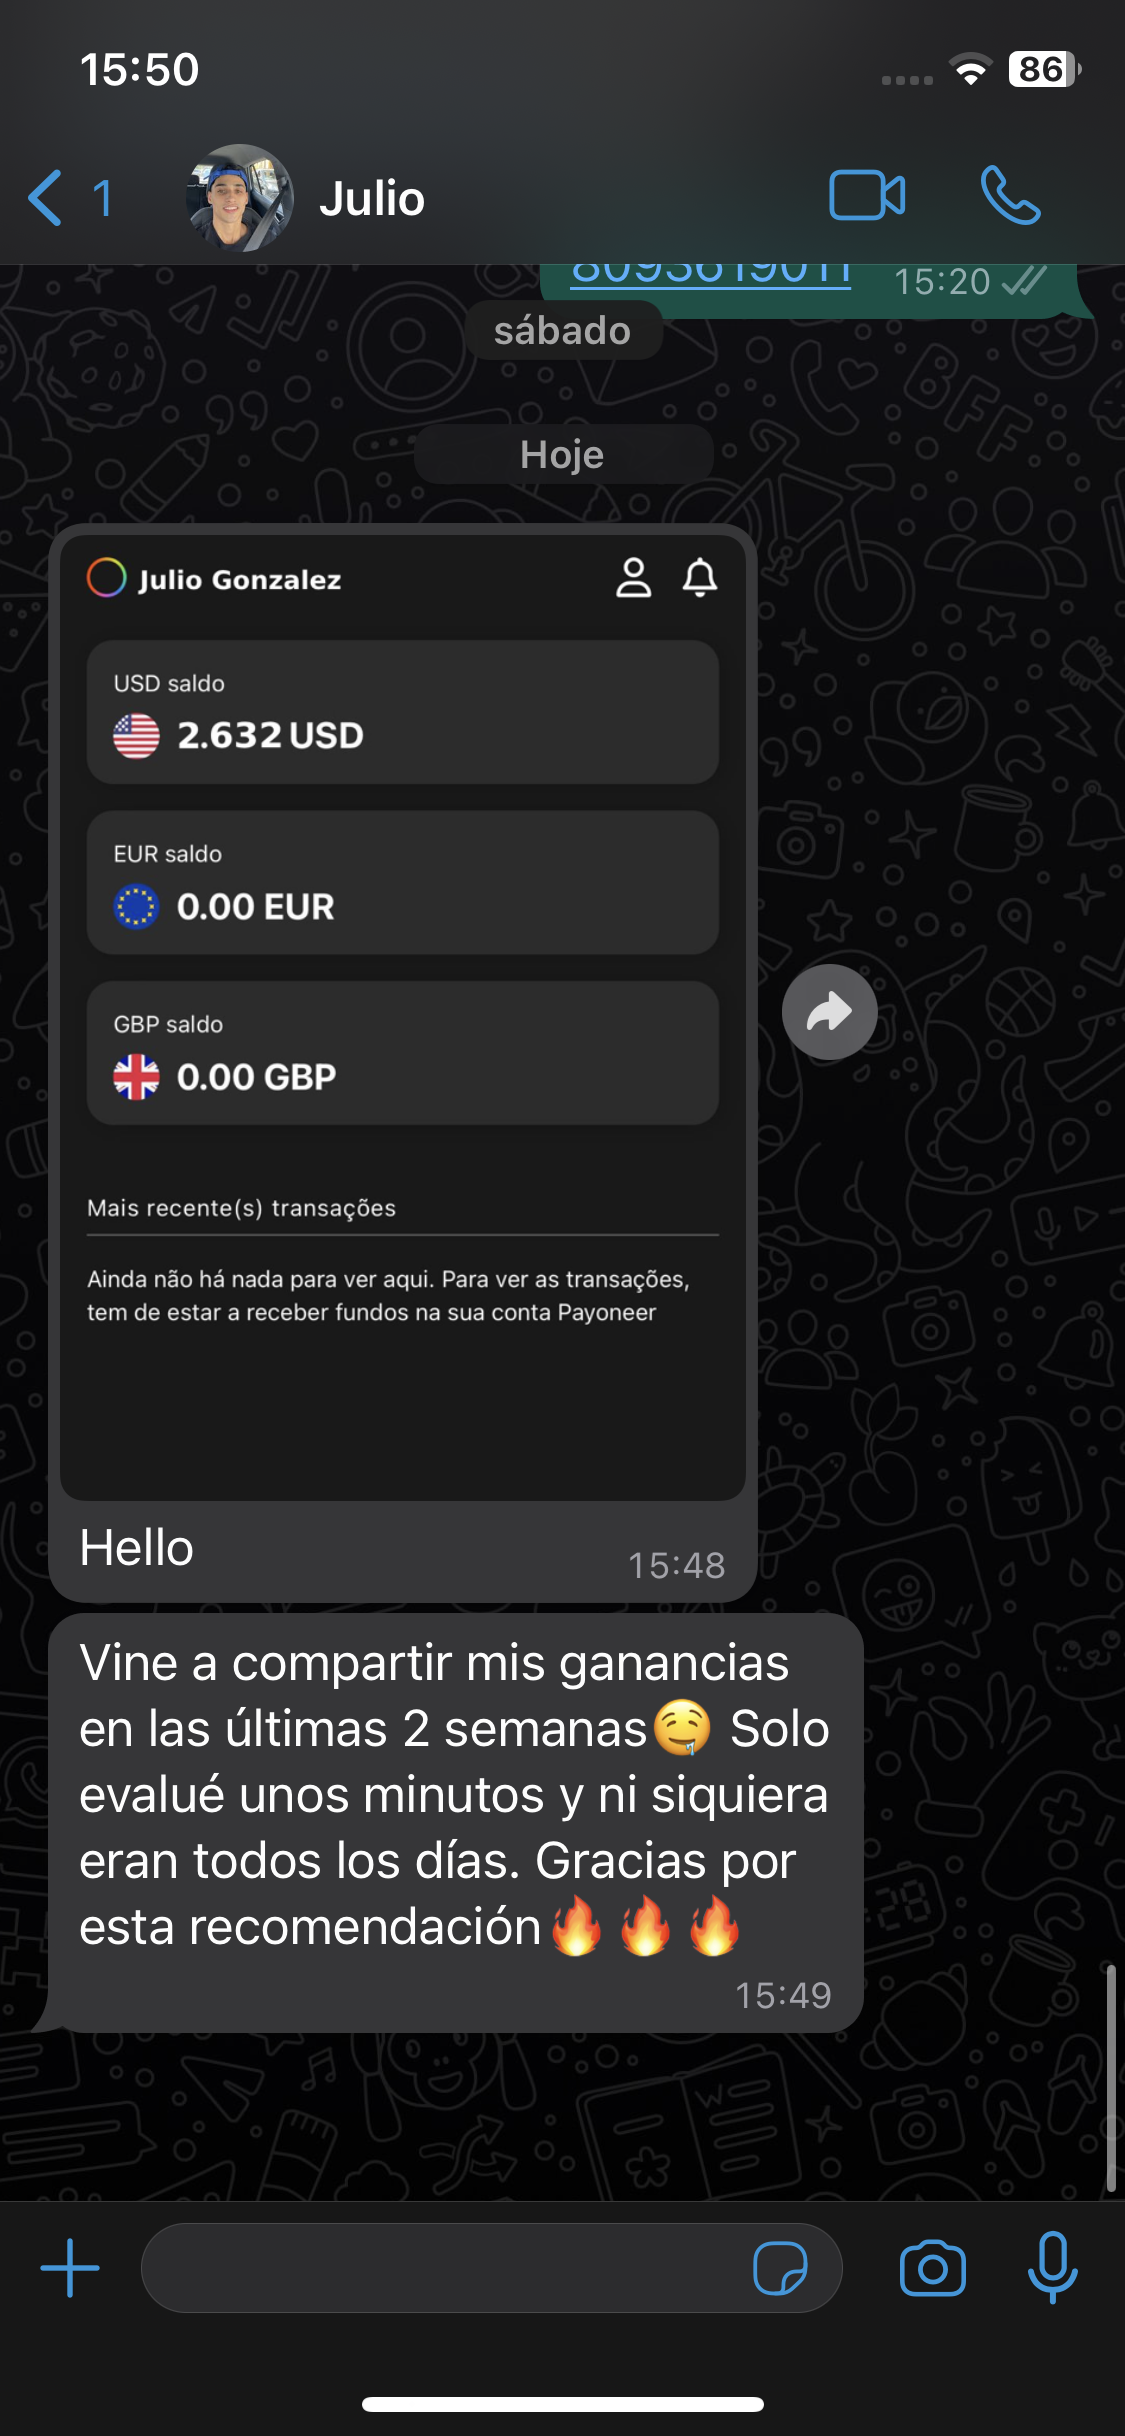 15:50
86
1
Julio
8093619011
15:20
sábado
Hoje
Julio Gonzalez
USD saldo
2.632 USD
EUR saldo
0.00 EUR
GBP saldo
0.00 GBP
Mais recente(s) transações
Ainda não há nada para ver aqui. Para ver as transações,
tem de estar a receber fundos na sua conta Payoneer
Hello
15:48
Vine a compartir mis ganancias
en las últimas 2 semanas🤤 Solo
evalué unos minutos y ni siquiera
eran todos los días. Gracias por
esta recomendación🔥🔥🔥
15:49